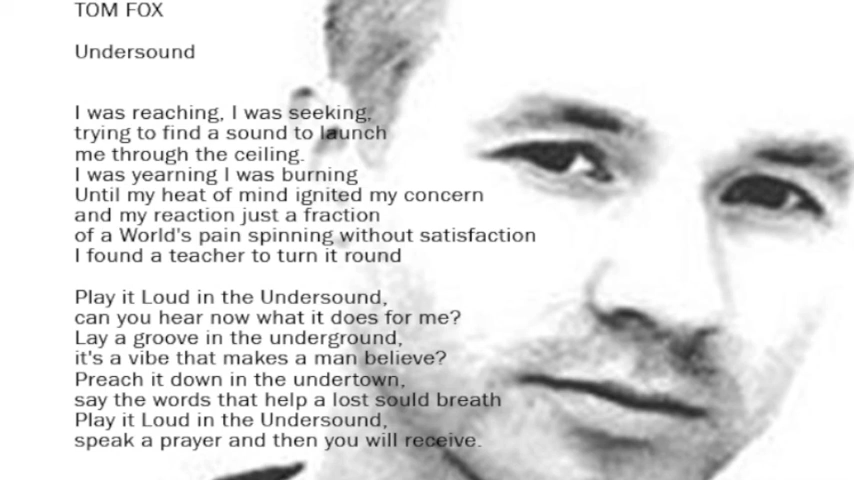 TOM FOX
Undersound
I was reaching, I was seeking,
trying to find a sound to launch
me through the ceiling.
I was yearning I was burning
Until my heat of mind ignited my concern
and my reaction just a fraction
of a World's pain spinning without satisfaction
I found a teacher to turn it round
Play it Loud in the Undersound,
can you hear now what it does for me?
Lay a groove in the underground,
it's a vibe that makes a man believe?
Preach it down in the undertown,
say the words that help a lost sould breath
Play it Loud in the Undersound,
speak a prayer and then you will receive.